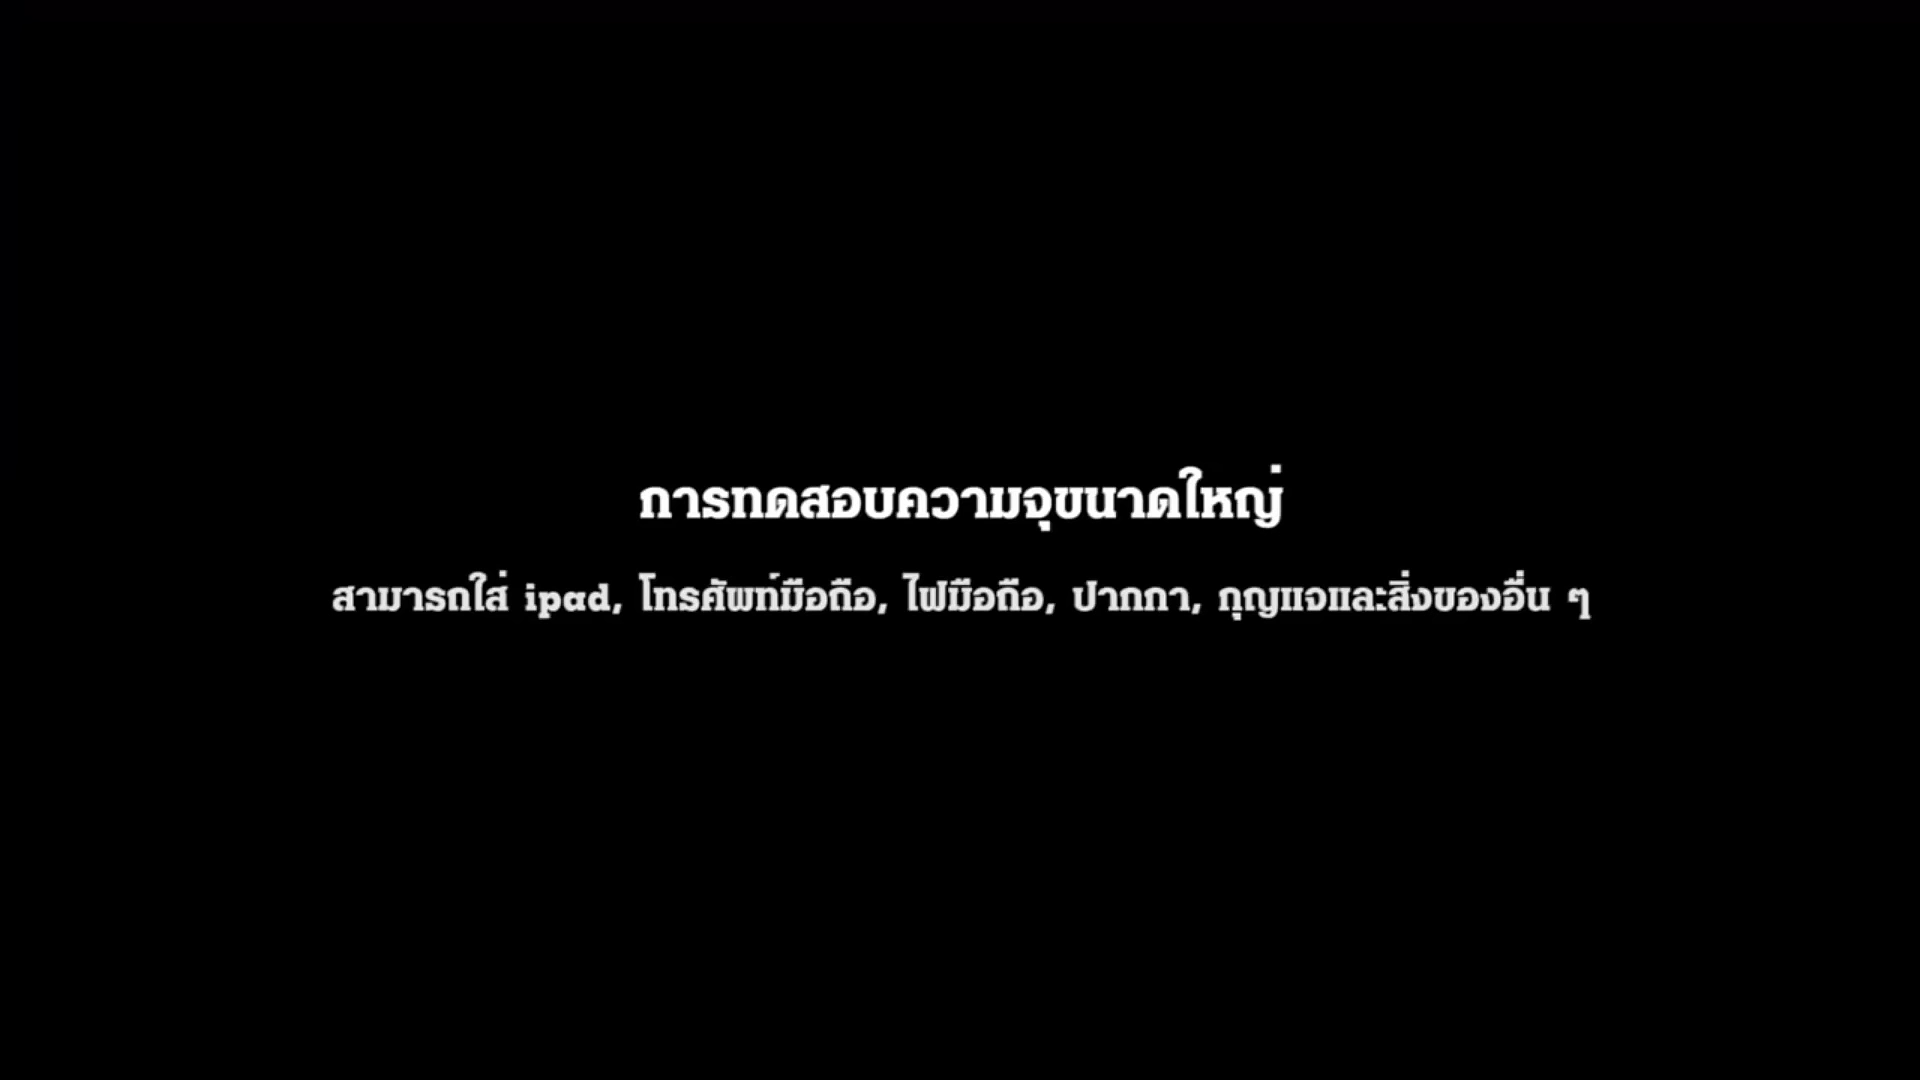 การทดสอบความจุขนาดใหญ่
สามารถใส่ ipad, โทรศัพท์มือถือ, ไฟมือถือ, ปากกา, กุญแจและสิ่งของอื่น ๆ